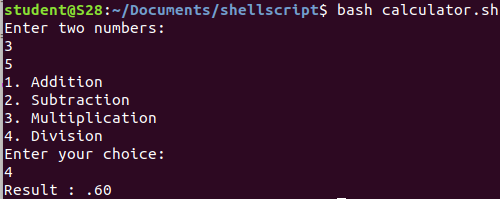 student@S28:~/Documents/shellscript$ bash calculator.sh
Enter two numbers:
3
5
1. Addition
2. Subtraction
3. Multiplication
4. Division
Enter your choice:
4
Result : .60